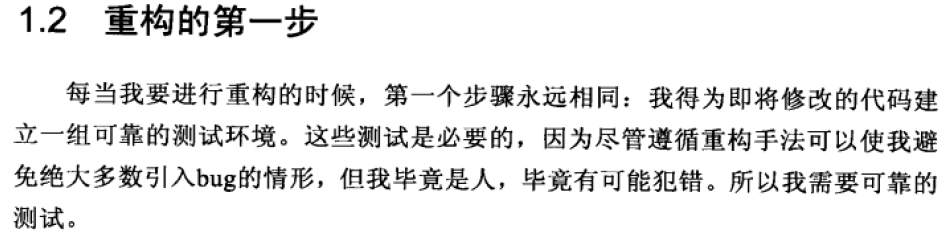 1.2 重构的第一步
每当我要进行重构的时候，第一个步骤永远相同：我得为即将修改的代码建
立一组可靠的测试环境。这些测试是必要的，因为尽管遵循重构手法可以使我避
免绝大多数引入bug的情形，但我毕竟是人，毕竟有可能犯错。所以我需要可靠的
测试。